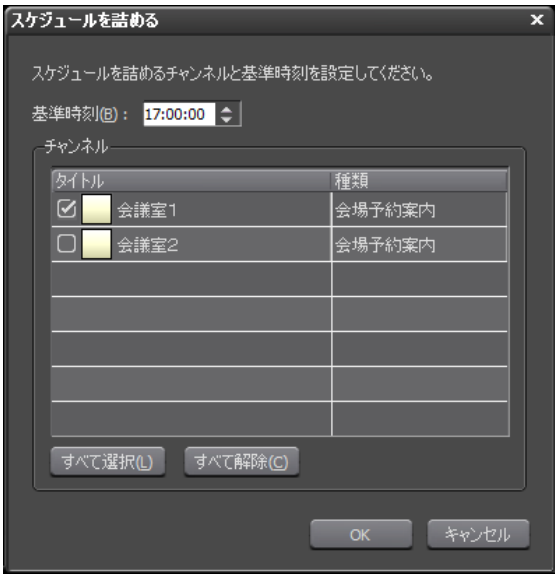 スケジュールを詰める
スケジュールを詰めるチャンネルと基準時刻を設定してください。
基準時刻(B)： 17:00:00
チャンネル
タイトル 種類
会議室1 会場予約案内
会議室2 会場予約案内
すべて選択(L) すべて解除(C)
OK キャンセル